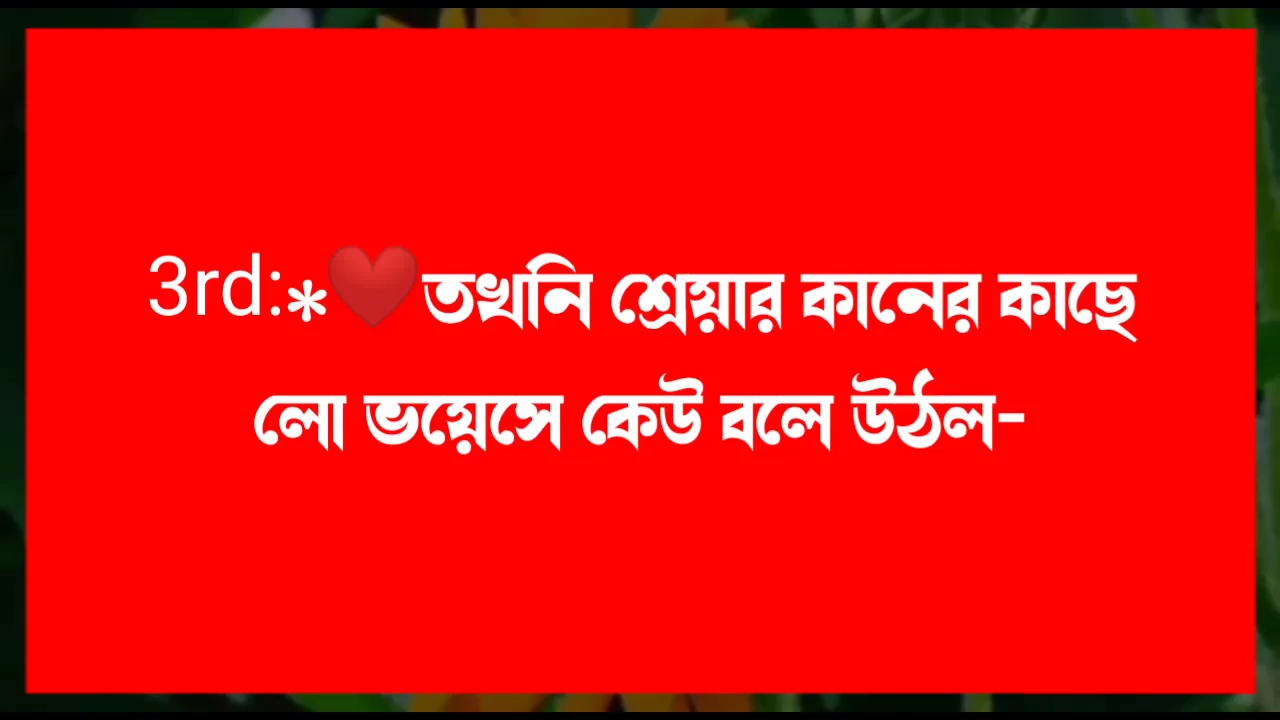 3rd:*❤️তখনি শ্রেয়ার কানের কাছে
লো ভয়েসে কেউ বলে উঠল-